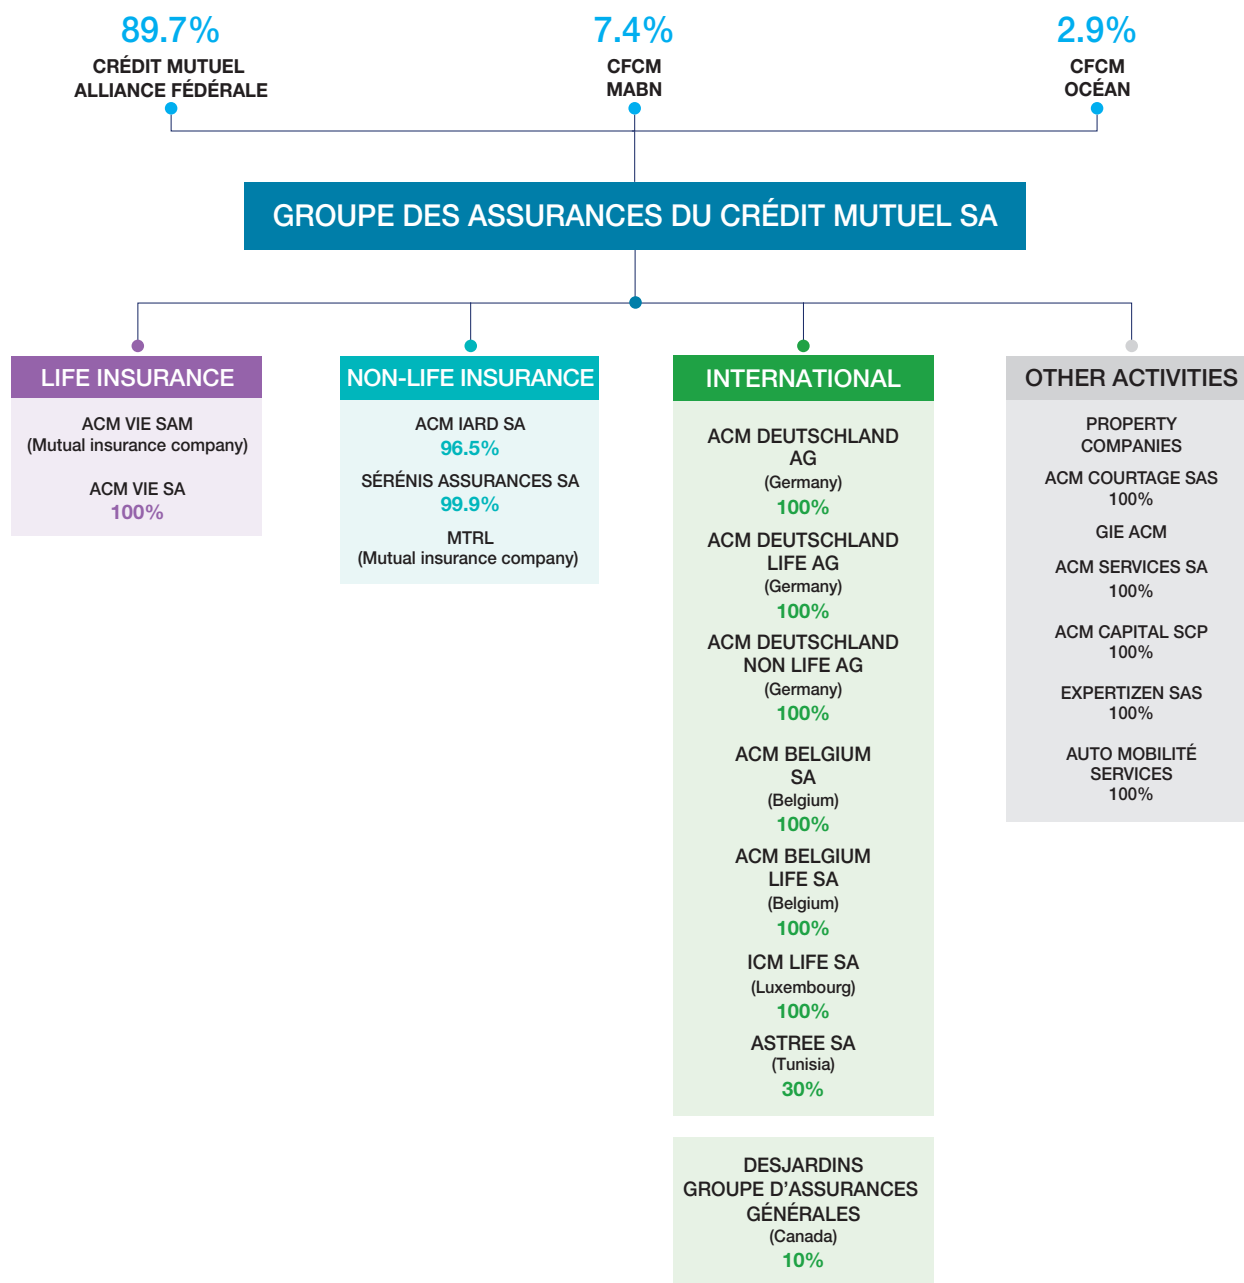 89.7%
CRÉDIT MUTUEL
ALLIANCE FÉDÉRALE
7.4%
CFCM
MABN
2.9%
CFCM
OCÉAN
GROUPE DES ASSURANCES DU CRÉDIT MUTUEL SA
LIFE INSURANCE
ACM VIE SAM
(Mutual insurance company)
ACM VIE SA
100%
NON-LIFE INSURANCE
ACM IARD SA
96.5%
SÉRÉNIS ASSURANCES SA
99.9%
MTRL
(Mutual insurance company)
INTERNATIONAL
ACM DEUTSCHLAND
AG
(Germany)
100%
ACM DEUTSCHLAND
LIFE AG
(Germany)
100%
ACM DEUTSCHLAND
NON LIFE AG
(Germany)
100%
ACM BELGIUM
SA
(Belgium)
100%
ACM BELGIUM
LIFE SA
(Belgium)
100%
ICM LIFE SA
(Luxembourg)
100%
ASTREE SA
(Tunisia)
30%
DESJARDINS
GROUPE D’ASSURANCES
GÉNÉRALES
(Canada)
10%
OTHER ACTIVITIES
PROPERTY
COMPANIES
ACM COURTAGE SAS
100%
GIE ACM
ACM SERVICES SA
100%
ACM CAPITAL SCP
100%
EXPERTIZEN SAS
100%
AUTO MOBILITÉ
SERVICES
100%